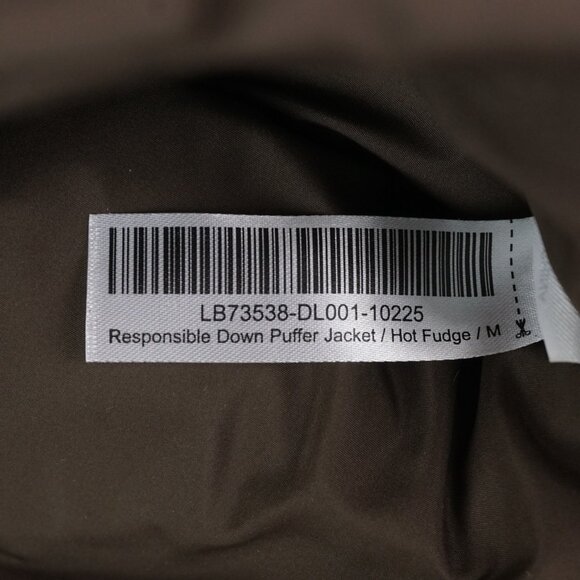 LB73538-DL001-10225
Responsible Down Puffer Jacket / Hot Fudge / M